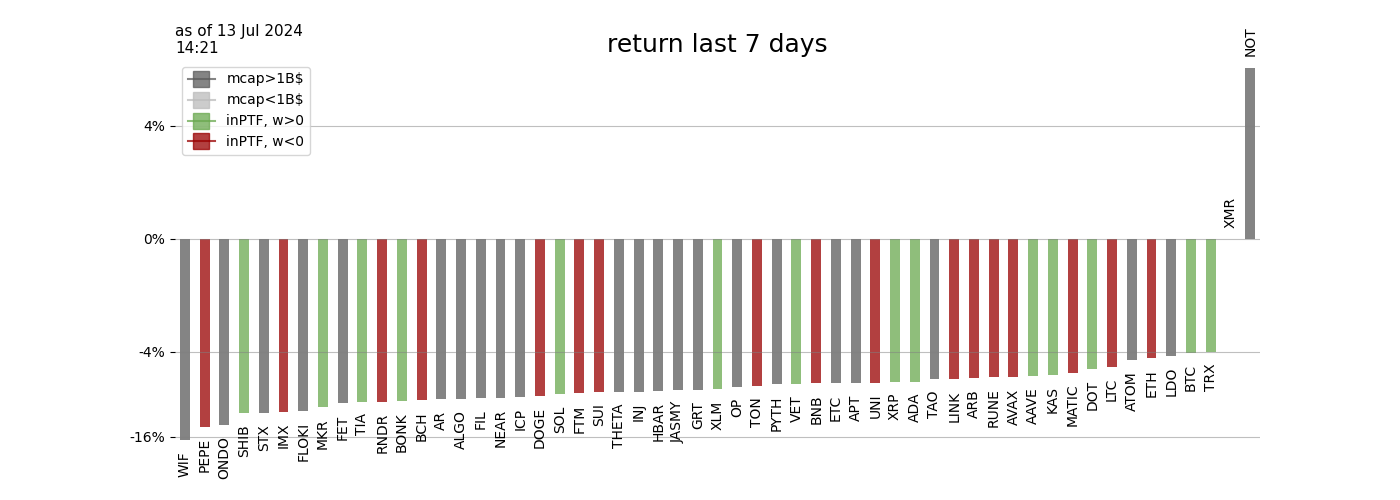 as of 13 Jul 2024
14:21
return last 7 days
mcap>1B$
mcap<1B$
inPTF, w>0
inPTF, w<0
4%
0%
-4%
-16%
WIF
PEPE
ONDO
SHIB
STX
IMX
FLOKI
MKR
FET
TIA
RNDR
BONK
BCH
AR
ALGO
FIL
NEAR
ICP
DOGE
SOL
FTM
SUI
THETA
INJ
HBAR
JASMY
GRT
XLM
OP
TON
PYTH
VET
BNB
ETC
APT
UNI
XRP
ADA
TAO
LINK
ARB
RUNE
AVAX
AAVE
KAS
MATIC
DOT
LTC
ATOM
ETH
LDO
BTC
TRX
XMR
NOT